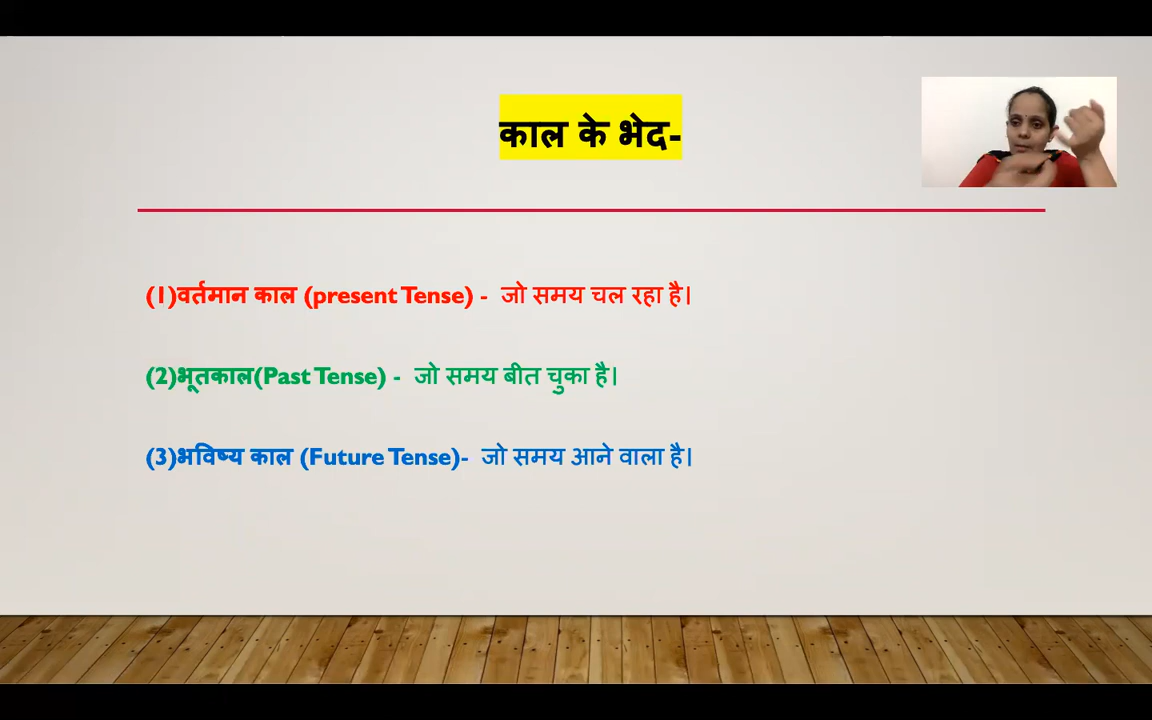 काल के भेद-
(1)वर्तमान काल (present Tense) - जो समय चल रहा है।
(2)भूतकाल(Past Tense) - जो समय बीत चुका है।
(3)भविष्य काल (Future Tense)- जो समय आने वाला है।